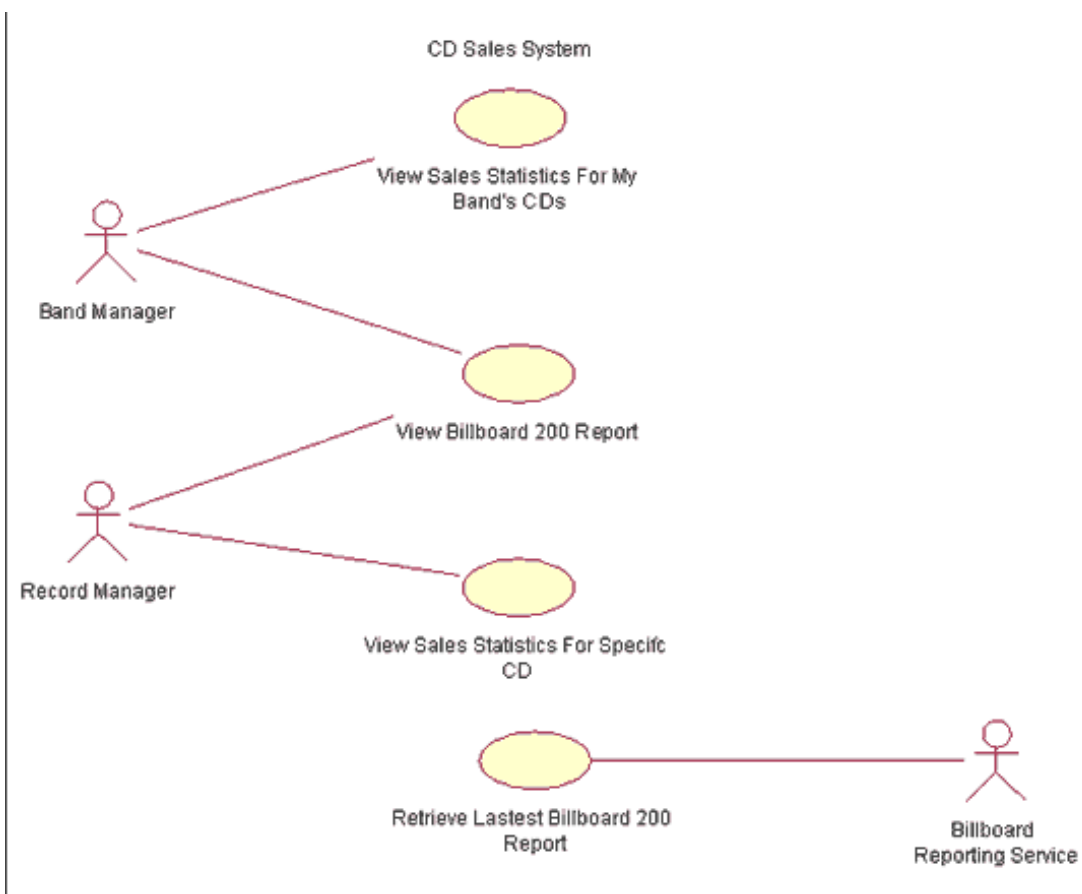 CD Sales System
View Sales Statistics For My
Band's CDs
Band Manager
View Billboard 200 Report
Record Manager
View Sales Statistics For Specifc
CD
Retrieve Lastest Billboard 200
Report
Billboard
Reporting Service